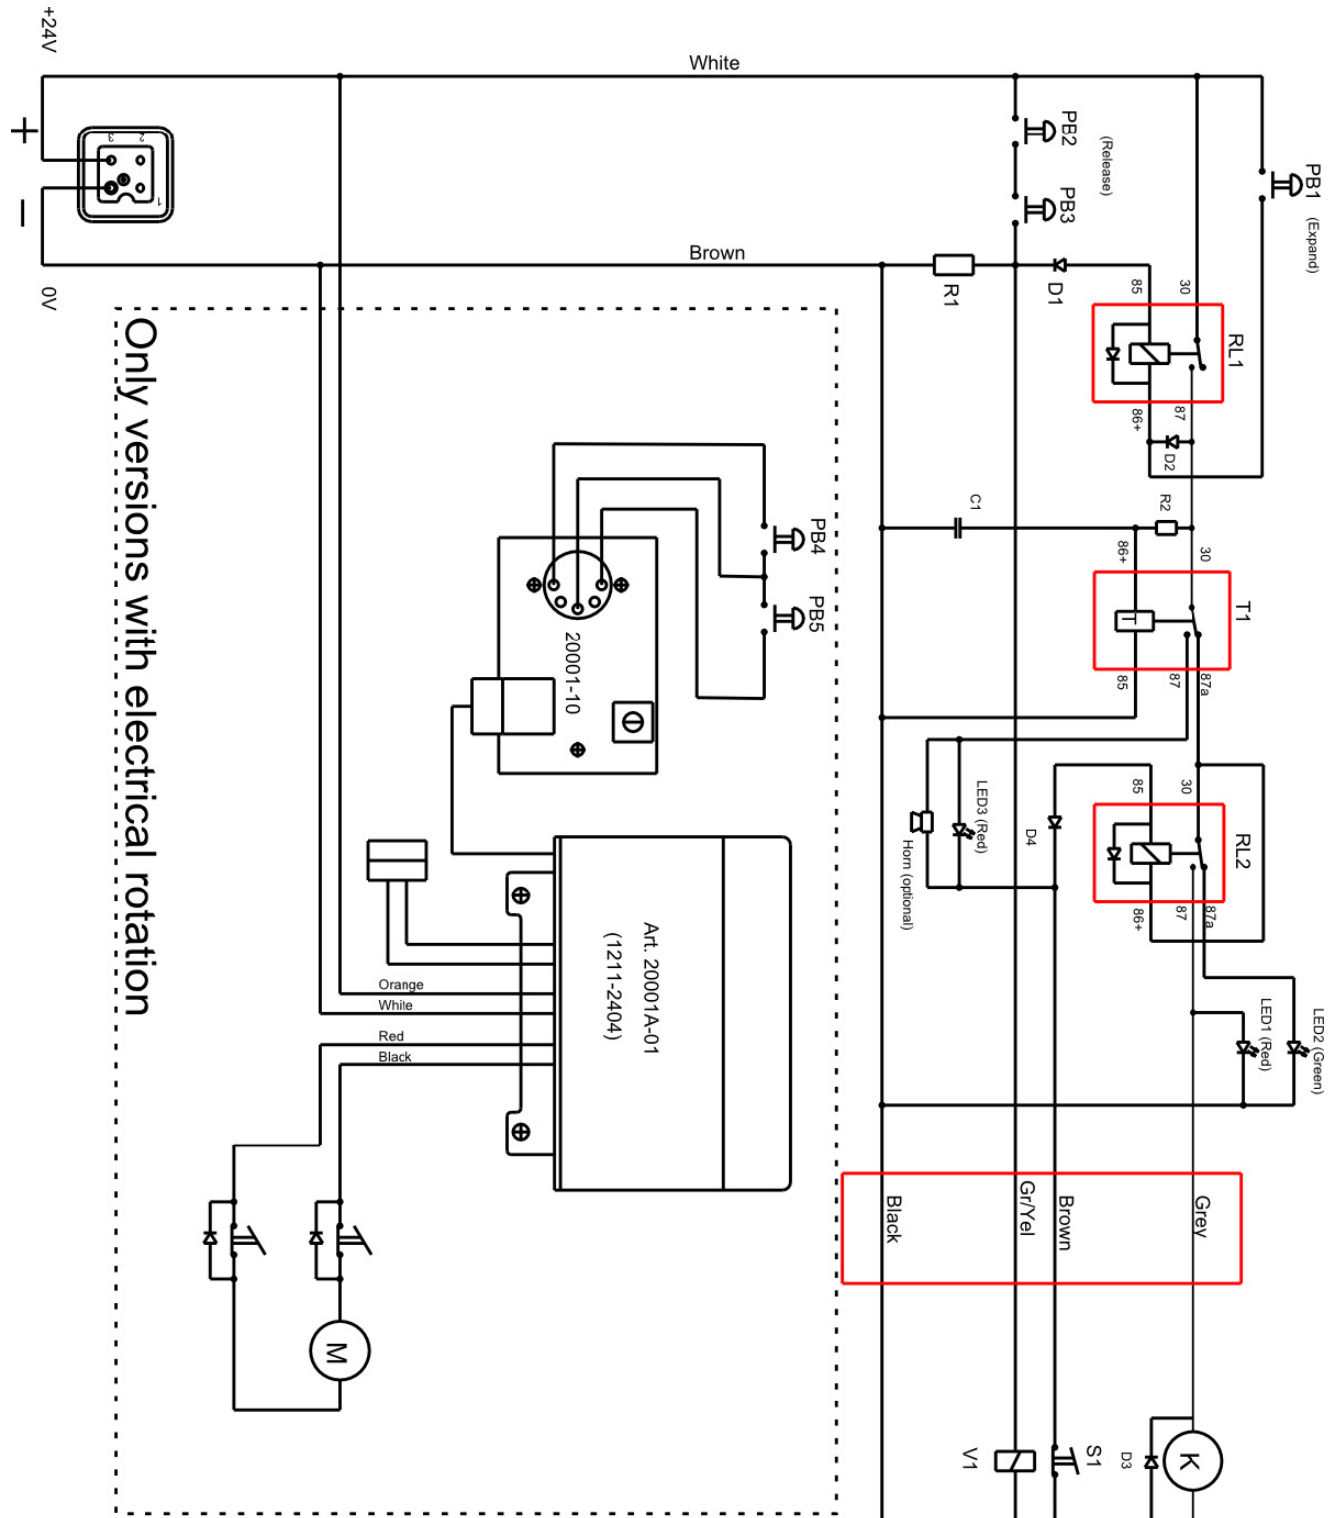 +24V
+
−
0V
3
2
1
White
Brown
PB2
(Release)
PB3
PB1
(Expand)
R1
D1
85
30
RL1
86+
87
D2
C1
R2
86+
30
T1
T
85
87
87a
LED3 (Red)
Horn (optional)
D4
85
30
RL2
86+
87
87a
LED1 (Red)
LED2 (Green)
Black
Gr/Yel
Brown
Grey
V1
S1
D3
K
Only versions with electrical rotation
PB4
PB5
20001-10
Art. 20001A-01
(1211-2404)
Orange
White
Red
Black
M